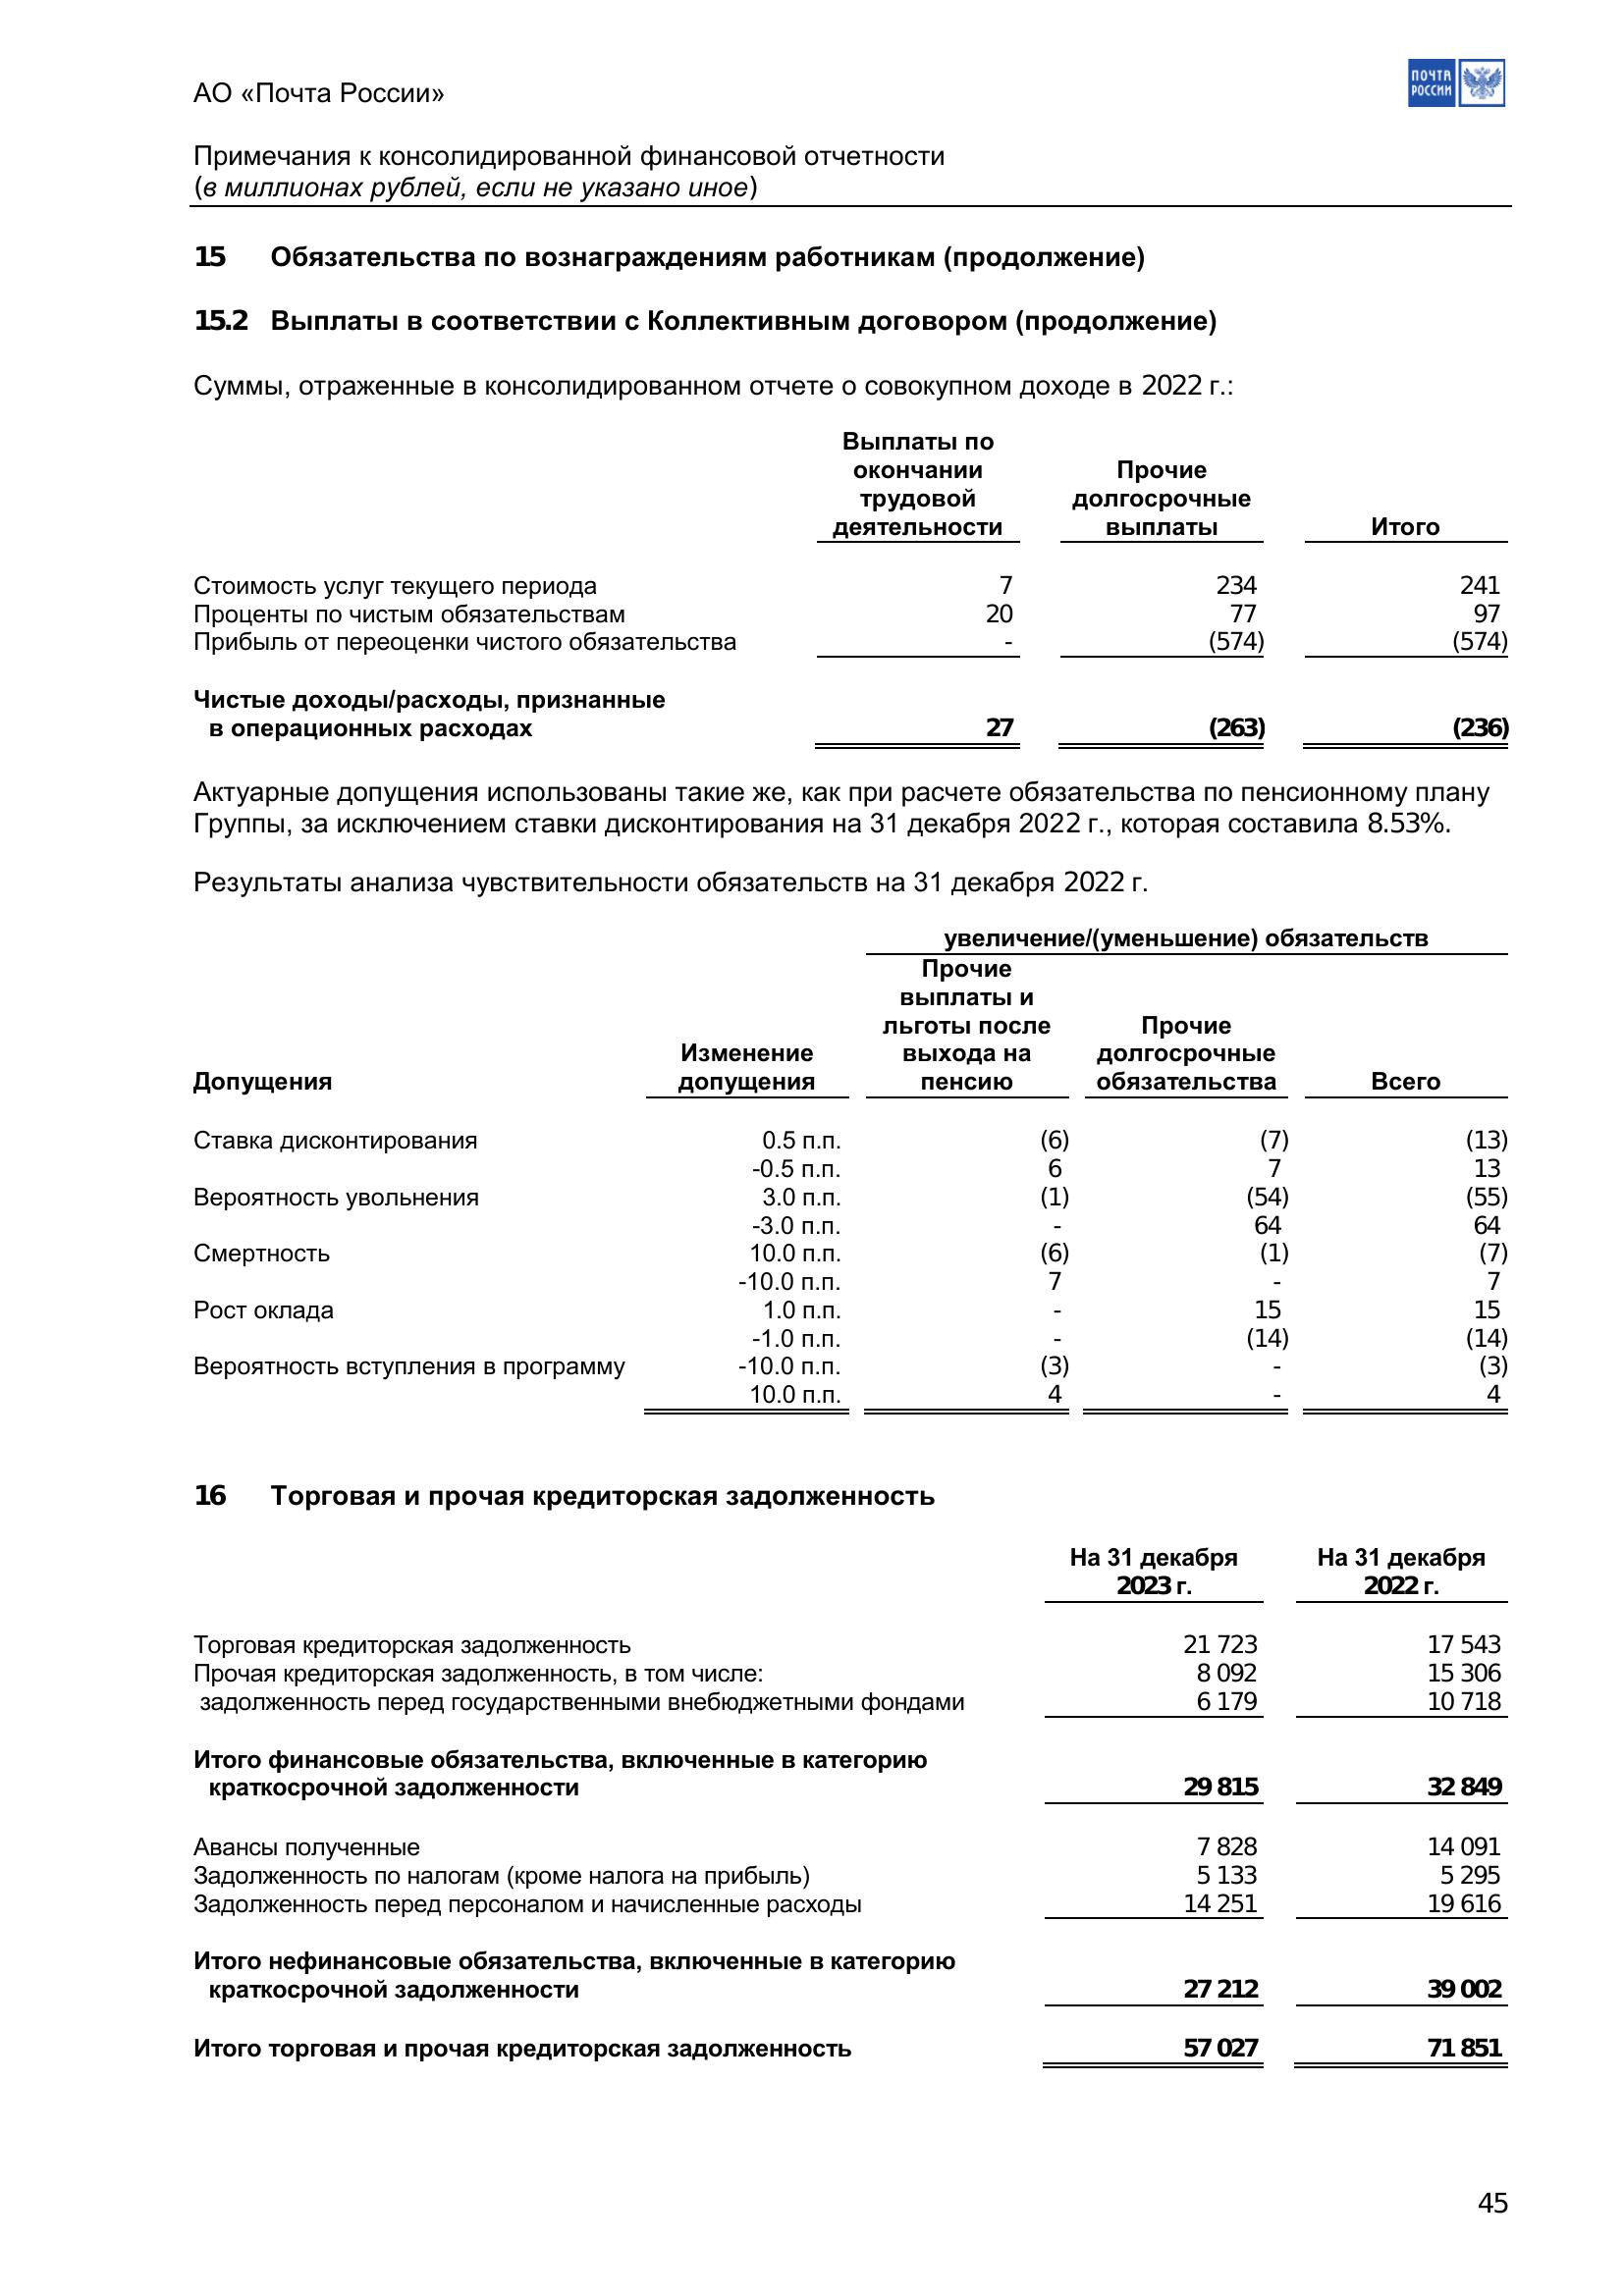 АО «Почта России»
ПОЧТА
РОССИИ
Примечания к консолидированной финансовой отчетности
(в миллионах рублей, если не указано иное)
15 Обязательства по вознаграждениям работникам (продолжение)
15.2 Выплаты в соответствии с Коллективным договором (продолжение)
Суммы, отраженные в консолидированном отчете о совокупном доходе в 2022 г.:
Выплаты по
окончании Прочие
трудовой долгосрочные
деятельности выплаты Итого
Стоимость услуг текущего периода 7 234 241
Проценты по чистым обязательствам 20 77 97
Прибыль от переоценки чистого обязательства - (574) (574)
Чистые доходы/расходы, признанные
в операционных расходах 27 (263) (236)
Актуарные допущения использованы такие же, как при расчете обязательства по пенсионному плану
Группы, за исключением ставки дисконтирования на 31 декабря 2022 г., которая составила 8.53%.
Результаты анализа чувствительности обязательств на 31 декабря 2022 г.
увеличение/(уменьшение) обязательств
Прочие
выплаты и
льготы после Прочие
Изменение выхода на долгосрочные
Допущения допущения пенсию обязательства Всего
Ставка дисконтирования 0.5 п.п. (6) (7) (13)
-0.5 п.п. 6 7 13
Вероятность увольнения 3.0 п.п. (1) (54) (55)
-3.0 п.п. - 64 64
Смертность 10.0 п.п. (6) (1) (7)
-10.0 п.п. 7 - 7
Рост оклада 1.0 п.п. - 15 15
-1.0 п.п. - (14) (14)
Вероятность вступления в программу -10.0 п.п. (3) - (3)
10.0 п.п. 4 - 4
16 Торговая и прочая кредиторская задолженность
На 31 декабря На 31 декабря
2023 г. 2022 г.
Торговая кредиторская задолженность 21 723 17 543
Прочая кредиторская задолженность, в том числе: 8 092 15 306
задолженность перед государственными внебюджетными фондами 6 179 10 718
Итого финансовые обязательства, включенные в категорию
краткосрочной задолженности 29 815 32 849
Авансы полученные 7 828 14 091
Задолженность по налогам (кроме налога на прибыль) 5 133 5 295
Задолженность перед персоналом и начисленные расходы 14 251 19 616
Итого нефинансовые обязательства, включенные в категорию
краткосрочной задолженности 27 212 39 002
Итого торговая и прочая кредиторская задолженность 57 027 71 851
45